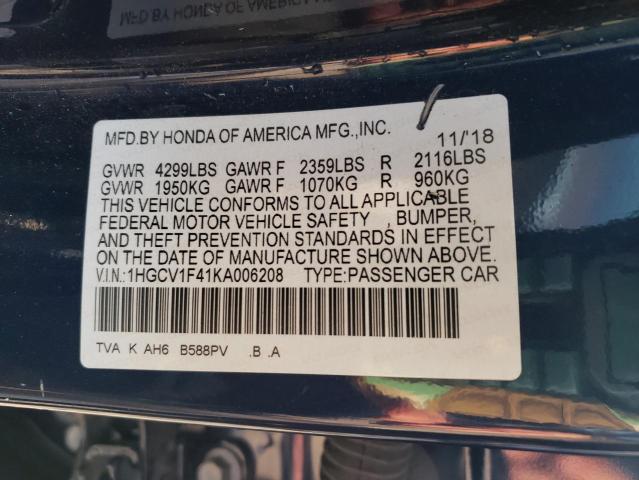 MFD.BY HONDA OF AMERICA MFG.,INC. 11/'18
GVWR 4299LBS GAWR F 2359LBS R 2116LBS
GVWR 1950KG GAWR F 1070KG R 960KG
THIS VEHICLE CONFORMS TO ALL APPLICABLE
FEDERAL MOTOR VEHICLE SAFETY , BUMPER,
AND THEFT PREVENTION STANDARDS IN EFFECT
ON THE DATE OF MANUFACTURE SHOWN ABOVE.
V.I.N.:1HGCV1F41KA006208 TYPE:PASSENGER CAR
TVA K AH6 B588PV .B .A